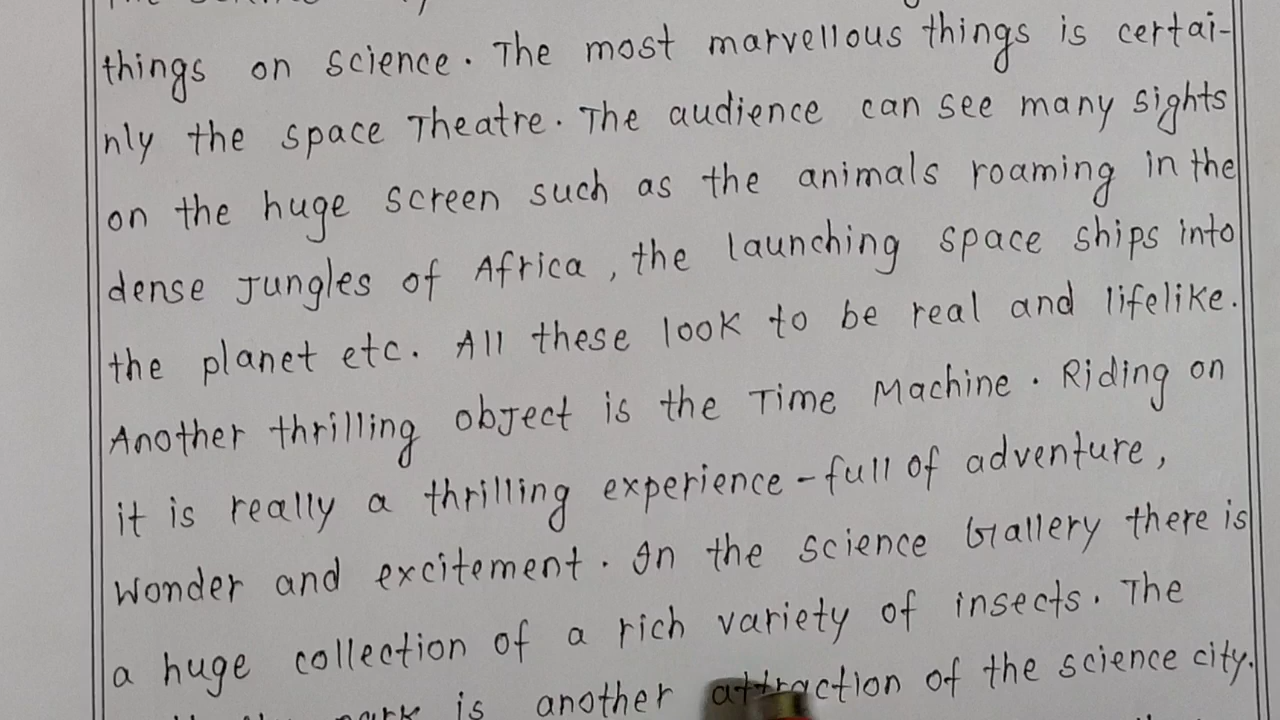 things on science. The most marvellous things is certai-
nly the space Theatre. The audience can see many sights
on the huge screen such as the animals roaming in the
dense Jungles of Africa, the launching space ships into
the planet etc. All these look to be real and lifelike.
Another thrilling object is the Time Machine. Riding on
it is really a thrilling experience - full of adventure,
wonder and excitement. In the science Gallery there is
a huge collection of a rich variety of insects. The
park is another attraction of the science city.